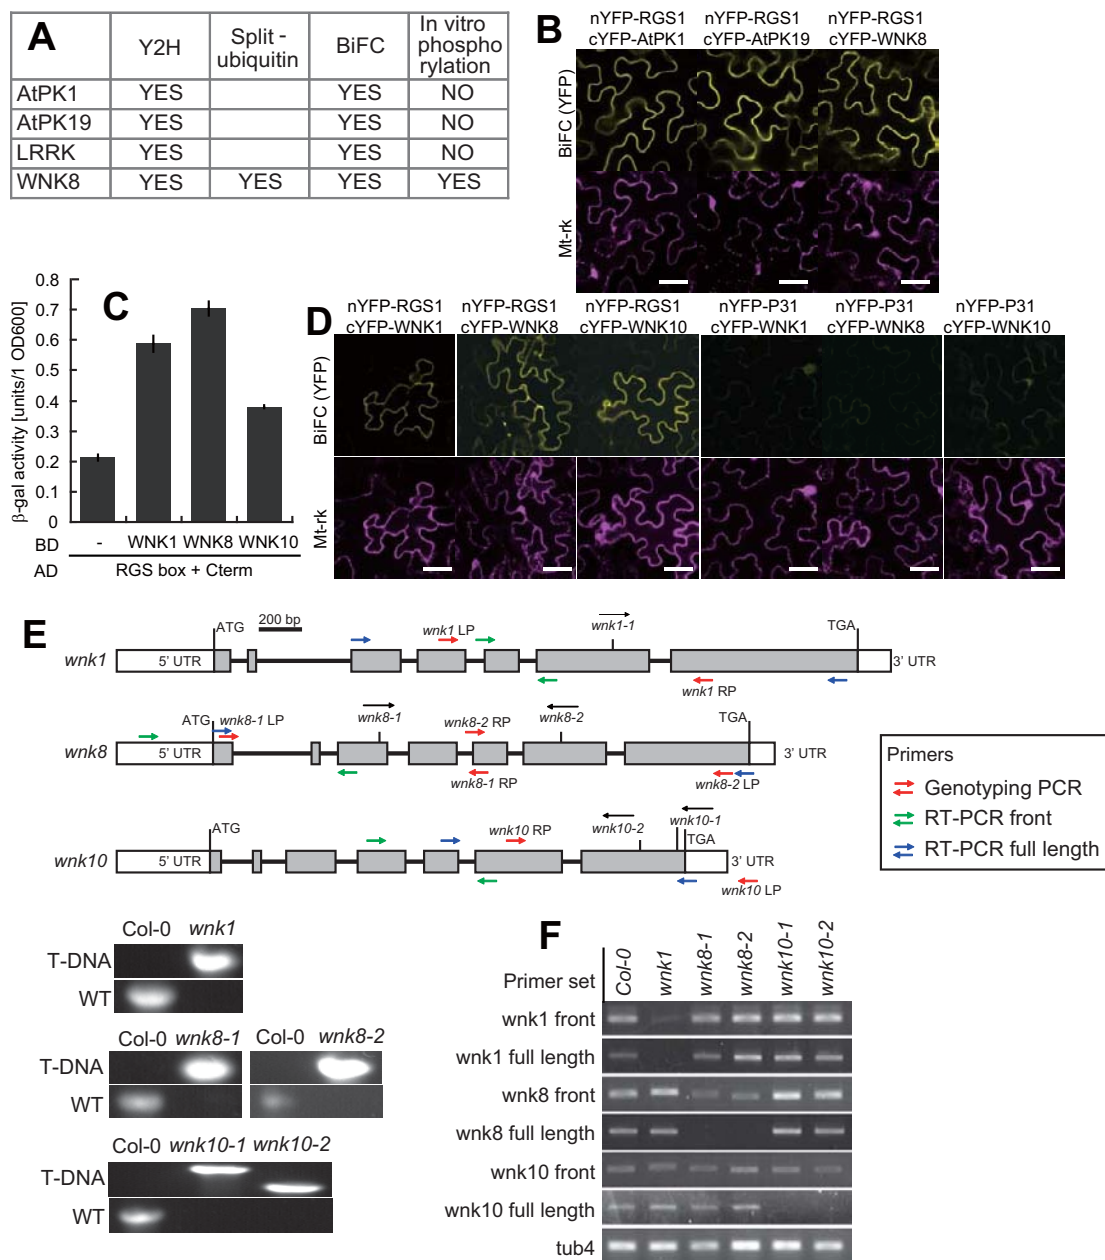 A
Y2H
Split -
ubiquitin
BiFC
In vitro
phospho
rylation
AtPK1 YES YES NO
AtPK19 YES YES NO
LRRK YES YES NO
WNK8 YES YES YES YES
B
nYFP-RGS1 nYFP-RGS1 nYFP-RGS1
cYFP-AtPK1 cYFP-AtPK19 cYFP-WNK8
BiFC (YFP)
Mt-rk
C
β-gal activity [units/1 OD600]
0.8
0.7
0.6
0.5
0.4
0.3
0.2
0.1
0
BD - WNK1 WNK8 WNK10
AD RGS box + Cterm
D
nYFP-RGS1 nYFP-RGS1 nYFP-RGS1 nYFP-P31 nYFP-P31 nYFP-P31
cYFP-WNK1 cYFP-WNK8 cYFP-WNK10 cYFP-WNK1 cYFP-WNK8 cYFP-WNK10
BiFC (YFP)
Mt-rk
E
200 bp
ATG
wnk1 LP
wnk1-1
TGA
wnk1
5' UTR
3' UTR
wnk1 RP
ATG
wnk8-1 LP
wnk8-1
wnk8-2 RP
wnk8-2
TGA
wnk8
5' UTR
3' UTR
wnk8-1 RP
wnk8-2 LP
ATG
wnk10 RP
wnk10-2
wnk10-1
TGA
wnk10
5' UTR
3' UTR
wnk10 LP
Primers
Genotyping PCR
RT-PCR front
RT-PCR full length
Col-0 wnk1
T-DNA
WT
Col-0 wnk8-1 Col-0 wnk8-2
T-DNA
WT
Col-0 wnk10-1 wnk10-2
T-DNA
WT
F
Primer set
Col-0
wnk1
wnk8-1
wnk8-2
wnk10-1
wnk10-2
wnk1 front
wnk1 full length
wnk8 front
wnk8 full length
wnk10 front
wnk10 full length
tub4